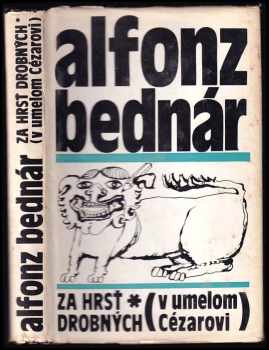 alfonz
bednár
ZA HRSŤ * (v umelom
DROBNÝCH Cézarovi)
alfonz bednár
ZA HRSŤ DROBNÝCH *
(v umelom Cézarovi)